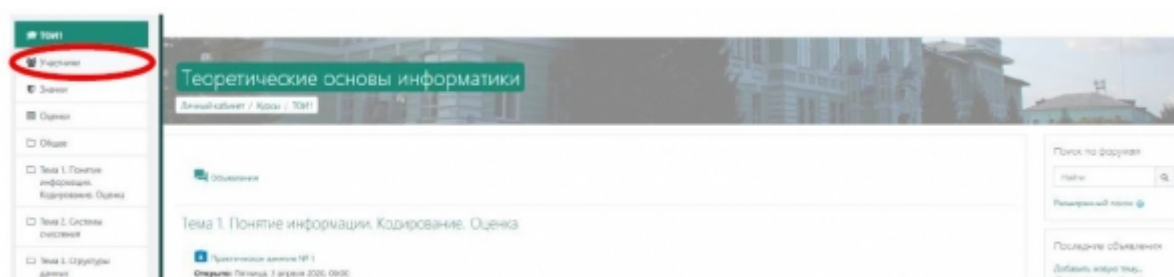 ТОИ1
Участники
Значки
Оценки
Общее
Тема 1. Понятие
информации.
Кодирование. Оценка
Тема 2. Системы
счисления
Тема 3. Структуры
данных
Теоретические основы информатики
Личный кабинет / Курсы / ТОИ1
Объявления
Тема 1. Понятие информации. Кодирование. Оценка
Практическое занятие № 1
Открыто: Пятница, 3 апреля 2020, 09:00
Поиск по форумам
Найти
Расширенный поиск
Последние объявления
Добавить новую тему...